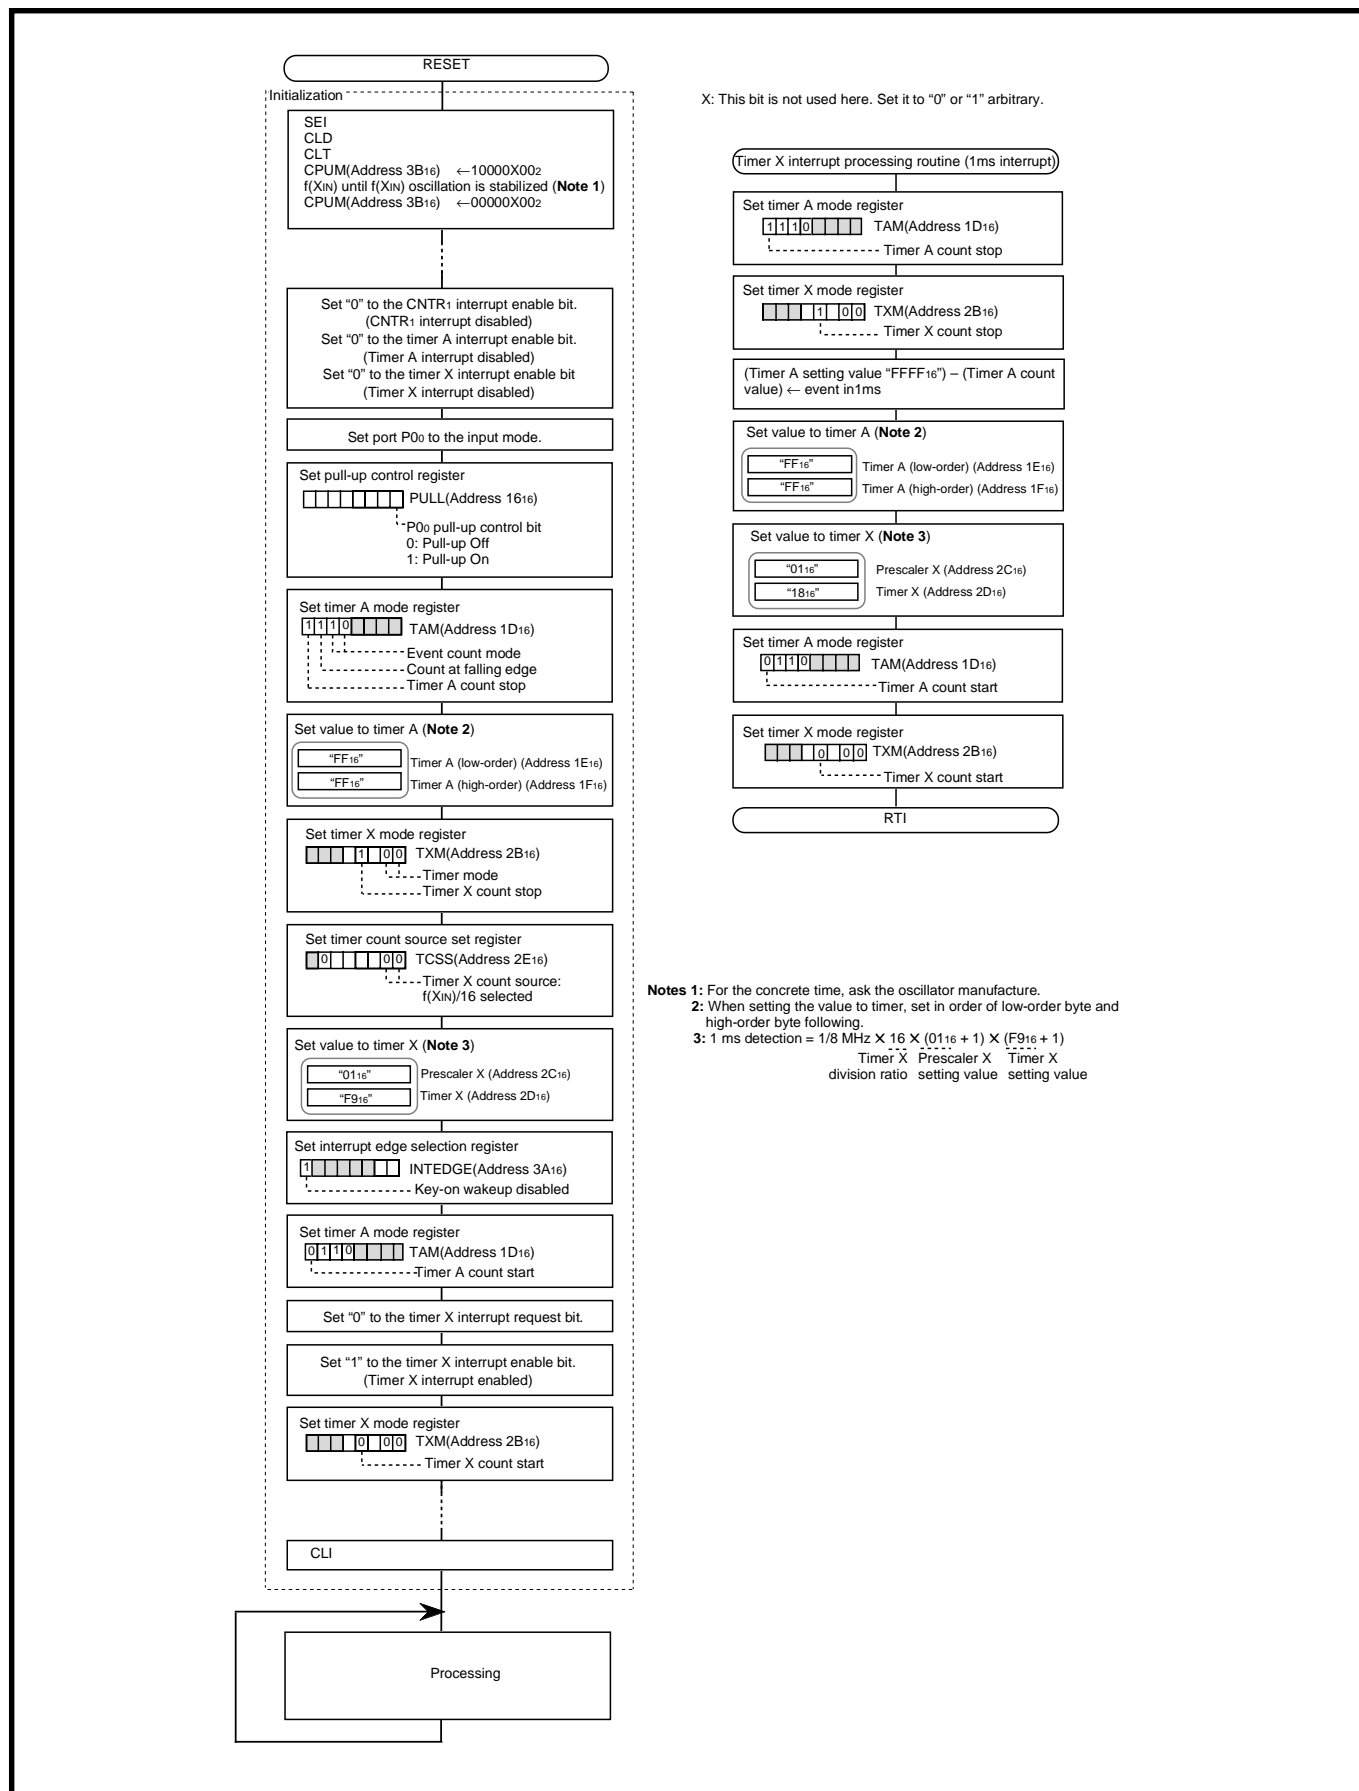 RESET
Initialization
SEI
CLD
CLT
CPUM(Address 3B16) ←10000X002
f(XIN) until f(XIN) oscillation is stabilized (Note 1)
CPUM(Address 3B16) ←00000X002
Set “0” to the CNTR1 interrupt enable bit.
(CNTR1 interrupt disabled)
Set “0” to the timer A interrupt enable bit.
(Timer A interrupt disabled)
Set “0” to the timer X interrupt enable bit
(Timer X interrupt disabled)
Set port P00 to the input mode.
Set pull-up control register
PULL(Address 1616)
P00 pull-up control bit
0: Pull-up Off
1: Pull-up On
Set timer A mode register
1 1 1 0 TAM(Address 1D16)
Event count mode
Count at falling edge
Timer A count stop
Set value to timer A (Note 2)
“FF16” Timer A (low-order) (Address 1E16)
“FF16” Timer A (high-order) (Address 1F16)
Set timer X mode register
1 0 0 TXM(Address 2B16)
Timer mode
Timer X count stop
Set timer count source set register
0 0 0 TCSS(Address 2E16)
Timer X count source:
f(XIN)/16 selected
Set value to timer X (Note 3)
“0116” Prescaler X (Address 2C16)
“F916” Timer X (Address 2D16)
Set interrupt edge selection register
1 INTEDGE(Address 3A16)
Key-on wakeup disabled
Set timer A mode register
0 1 1 0 TAM(Address 1D16)
Timer A count start
Set “0” to the timer X interrupt request bit.
Set “1” to the timer X interrupt enable bit.
(Timer X interrupt enabled)
Set timer X mode register
0 0 0 TXM(Address 2B16)
Timer X count start
CLI
Processing
X: This bit is not used here. Set it to “0” or “1” arbitrary.
Timer X interrupt processing routine (1ms interrupt)
Set timer A mode register
1 1 1 0 TAM(Address 1D16)
Timer A count stop
Set timer X mode register
1 0 0 TXM(Address 2B16)
Timer X count stop
(Timer A setting value “FFFF16”) – (Timer A count
value) ← event in1ms
Set value to timer A (Note 2)
“FF16” Timer A (low-order) (Address 1E16)
“FF16” Timer A (high-order) (Address 1F16)
Set value to timer X (Note 3)
“0116” Prescaler X (Address 2C16)
“1816” Timer X (Address 2D16)
Set timer A mode register
0 1 1 0 TAM(Address 1D16)
Timer A count start
Set timer X mode register
0 0 0 TXM(Address 2B16)
Timer X count start
RTI
Notes 1: For the concrete time, ask the oscillator manufacture.
2: When setting the value to timer, set in order of low-order byte and
high-order byte following.
3: 1 ms detection = 1/8 MHz × 16 × (0116 + 1) × (F916 + 1)
Timer X Prescaler X Timer X
division ratio setting value setting value